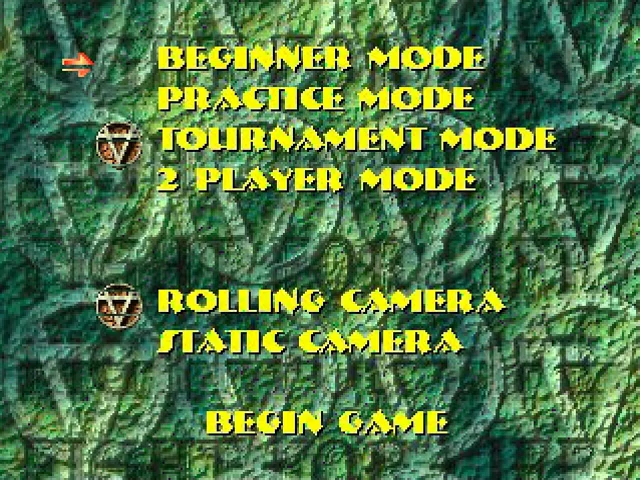 BEGINNER MODE
PRACTICE MODE
TOURNAMENT MODE
2 PLAYER MODE
ROLLING CAMERA
STATIC CAMERA
BEGIN GAME